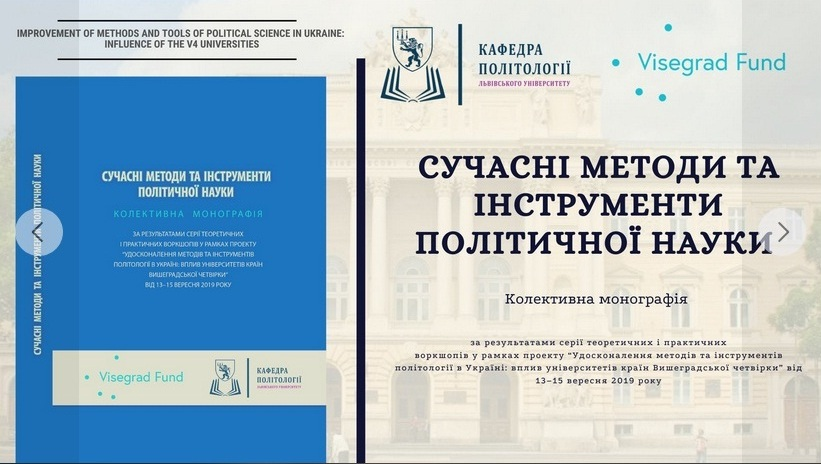 IMPROVEMENT OF METHODS AND TOOLS OF POLITICAL SCIENCE IN UKRAINE:
INFLUENCE OF THE V4 UNIVERSITIES
СУЧАСНІ МЕТОДИ ТА ІНСТРУМЕНТИ ПОЛІТИЧНОЇ НАУКИ
СУЧАСНІ МЕТОДИ ТА ІНСТРУМЕНТИ
ПОЛІТИЧНОЇ НАУКИ
КОЛЕКТИВНА МОНОГРАФІЯ
ЗА РЕЗУЛЬТАТАМИ СЕРІЇ ТЕОРЕТИЧНИХ
І ПРАКТИЧНИХ ВОРКШОПІВ У РАМКАХ ПРОЕКТУ
"УДОСКОНАЛЕННЯ МЕТОДІВ ТА ІНСТРУМЕНТІВ
ПОЛІТОЛОГІЇ В УКРАЇНІ: ВПЛИВ УНІВЕРСИТЕТІВ КРАЇН
ВИШЕГРАДСЬКОЇ ЧЕТВІРКИ"
ВІД 13–15 ВЕРЕСНЯ 2019 РОКУ
Visegrad Fund
КАФЕДРА
ПОЛІТОЛОГІЇ
ЛЬВІВСЬКОГО УНІВЕРСИТЕТУ
КАФЕДРА
ПОЛІТОЛОГІЇ
ЛЬВІВСЬКОГО УНІВЕРСИТЕТУ
Visegrad Fund
СУЧАСНІ МЕТОДИ ТА
ІНСТРУМЕНТИ
ПОЛІТИЧНОЇ НАУКИ
Колективна монографія
за результатами серії теоретичних і практичних
воркшопів у рамках проекту "Удосконалення методів та інструментів
політології в Україні: вплив університетів країн Вишеградської четвірки" від
13–15 вересня 2019 року